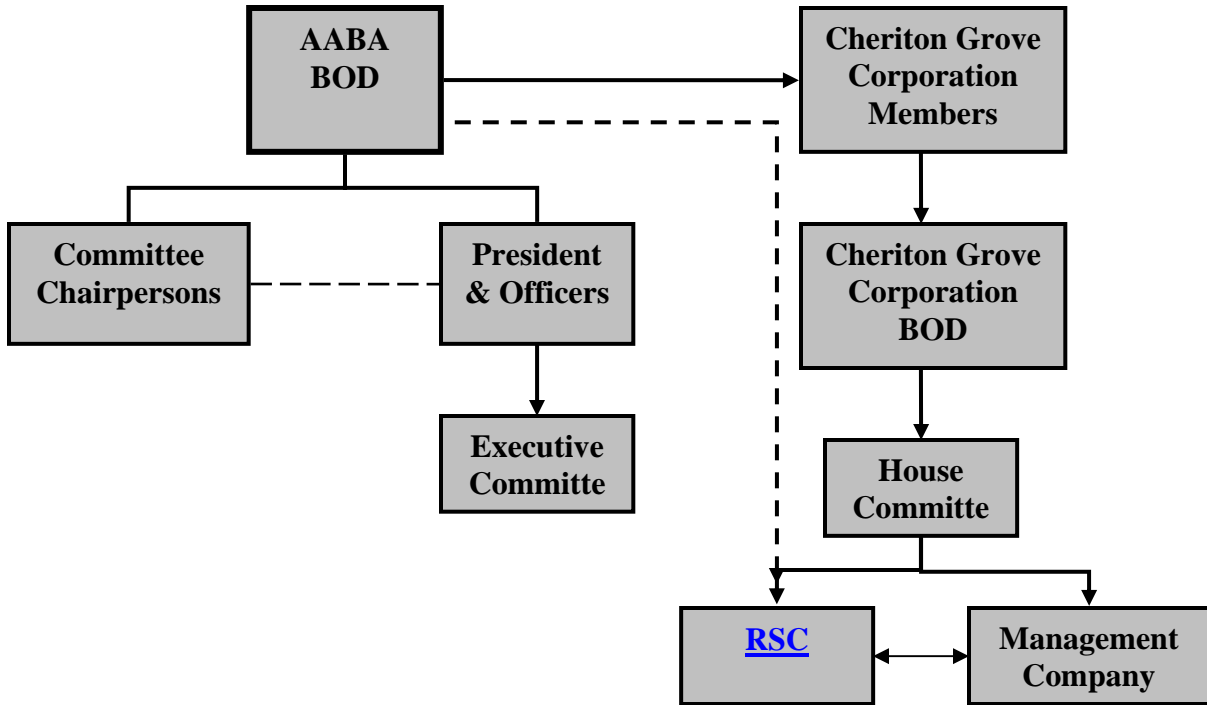 AABA
BOD
Cheriton Grove
Corporation
Members
Committee
Chairpersons
President
& Officers
Cheriton Grove
Corporation
BOD
Executive
Committe
House
Committe
RSC
Management
Company